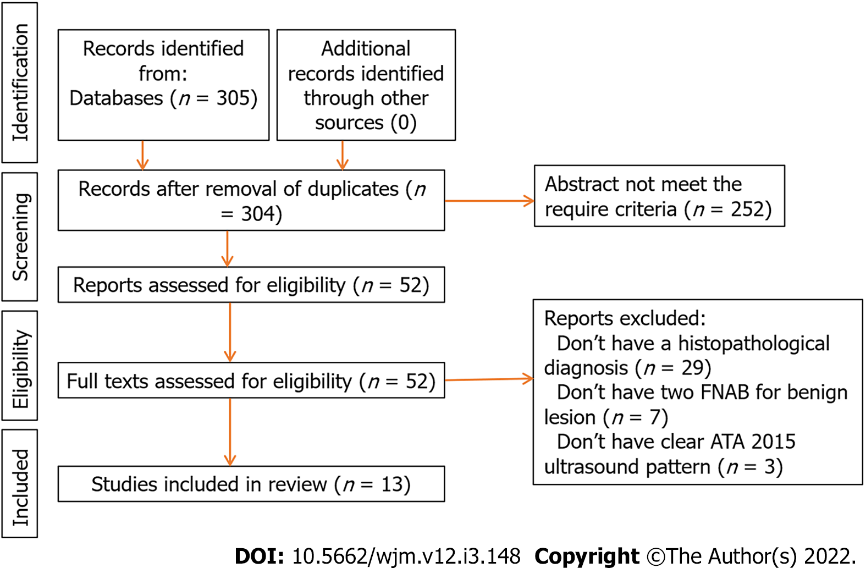 Identification
Records identified
from:
Databases (n = 305)
Additional
records identified
through other
sources (0)
Screening
Records after removal of duplicates (n
= 304)
Abstract not meet the
require criteria (n = 252)
Reports assessed for eligibility (n = 52)
Eligibility
Full texts assessed for eligibility (n = 52)
Reports excluded:
Don't have a histopathological
diagnosis (n = 29)
Don't have two FNAB for benign
lesion (n = 7)
Don't have clear ATA 2015
ultrasound pattern (n = 3)
Included
Studies included in review (n = 13)
DOI: 10.5662/wjm.v12.i3.148 Copyright ©The Author(s) 2022.